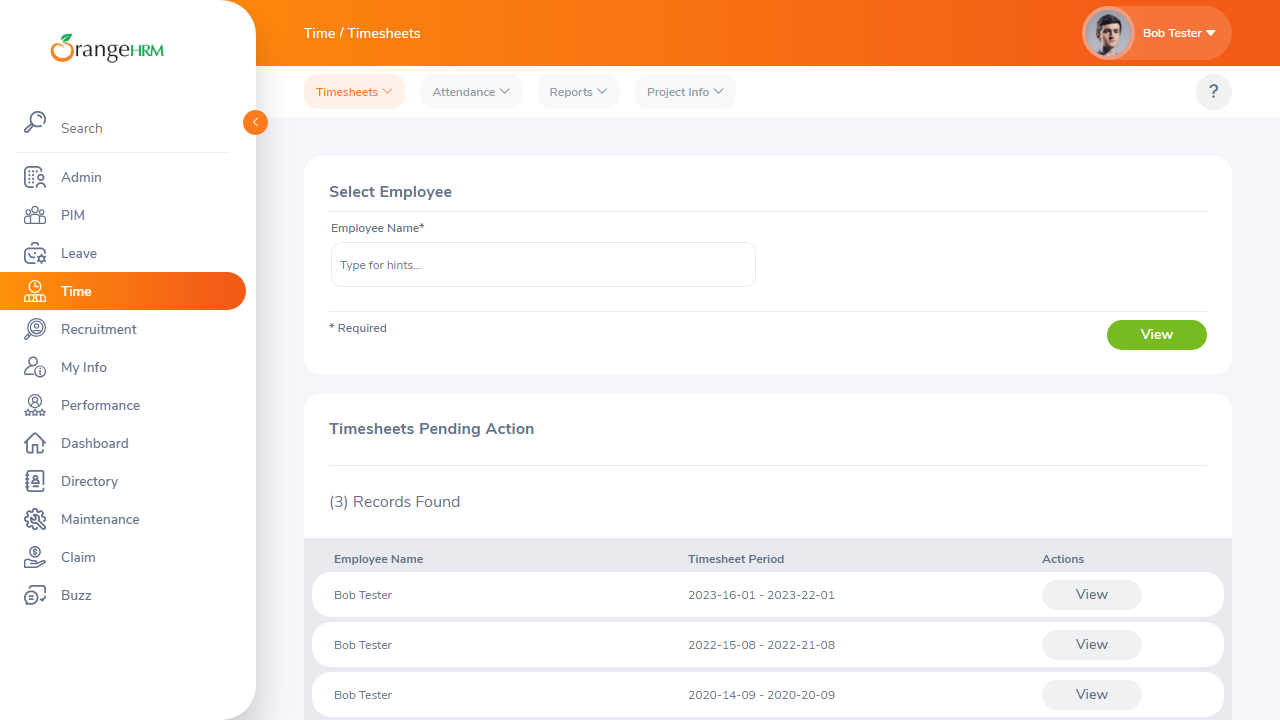 OrangeHRM
Time / Timesheets
Bob Tester
Timesheets
Attendance
Reports
Project Info
?
Search
Admin
PIM
Leave
Time
Recruitment
My Info
Performance
Dashboard
Directory
Maintenance
Claim
Buzz
Select Employee
Employee Name*
Type for hints...
* Required
View
Timesheets Pending Action
(3) Records Found
Employee Name Timesheet Period Actions
Bob Tester 2023-16-01 - 2023-22-01 View
Bob Tester 2022-15-08 - 2022-21-08 View
Bob Tester 2020-14-09 - 2020-20-09 View